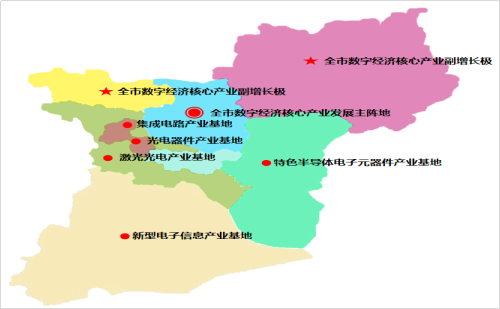 全市数字经济核心产业副增长极
全市数字经济核心产业副增长极
全市数字经济核心产业发展主阵地
集成电路产业基地
光电器件产业基地
激光光电产业基地
特色半导体电子元器件产业基地
新型电子信息产业基地